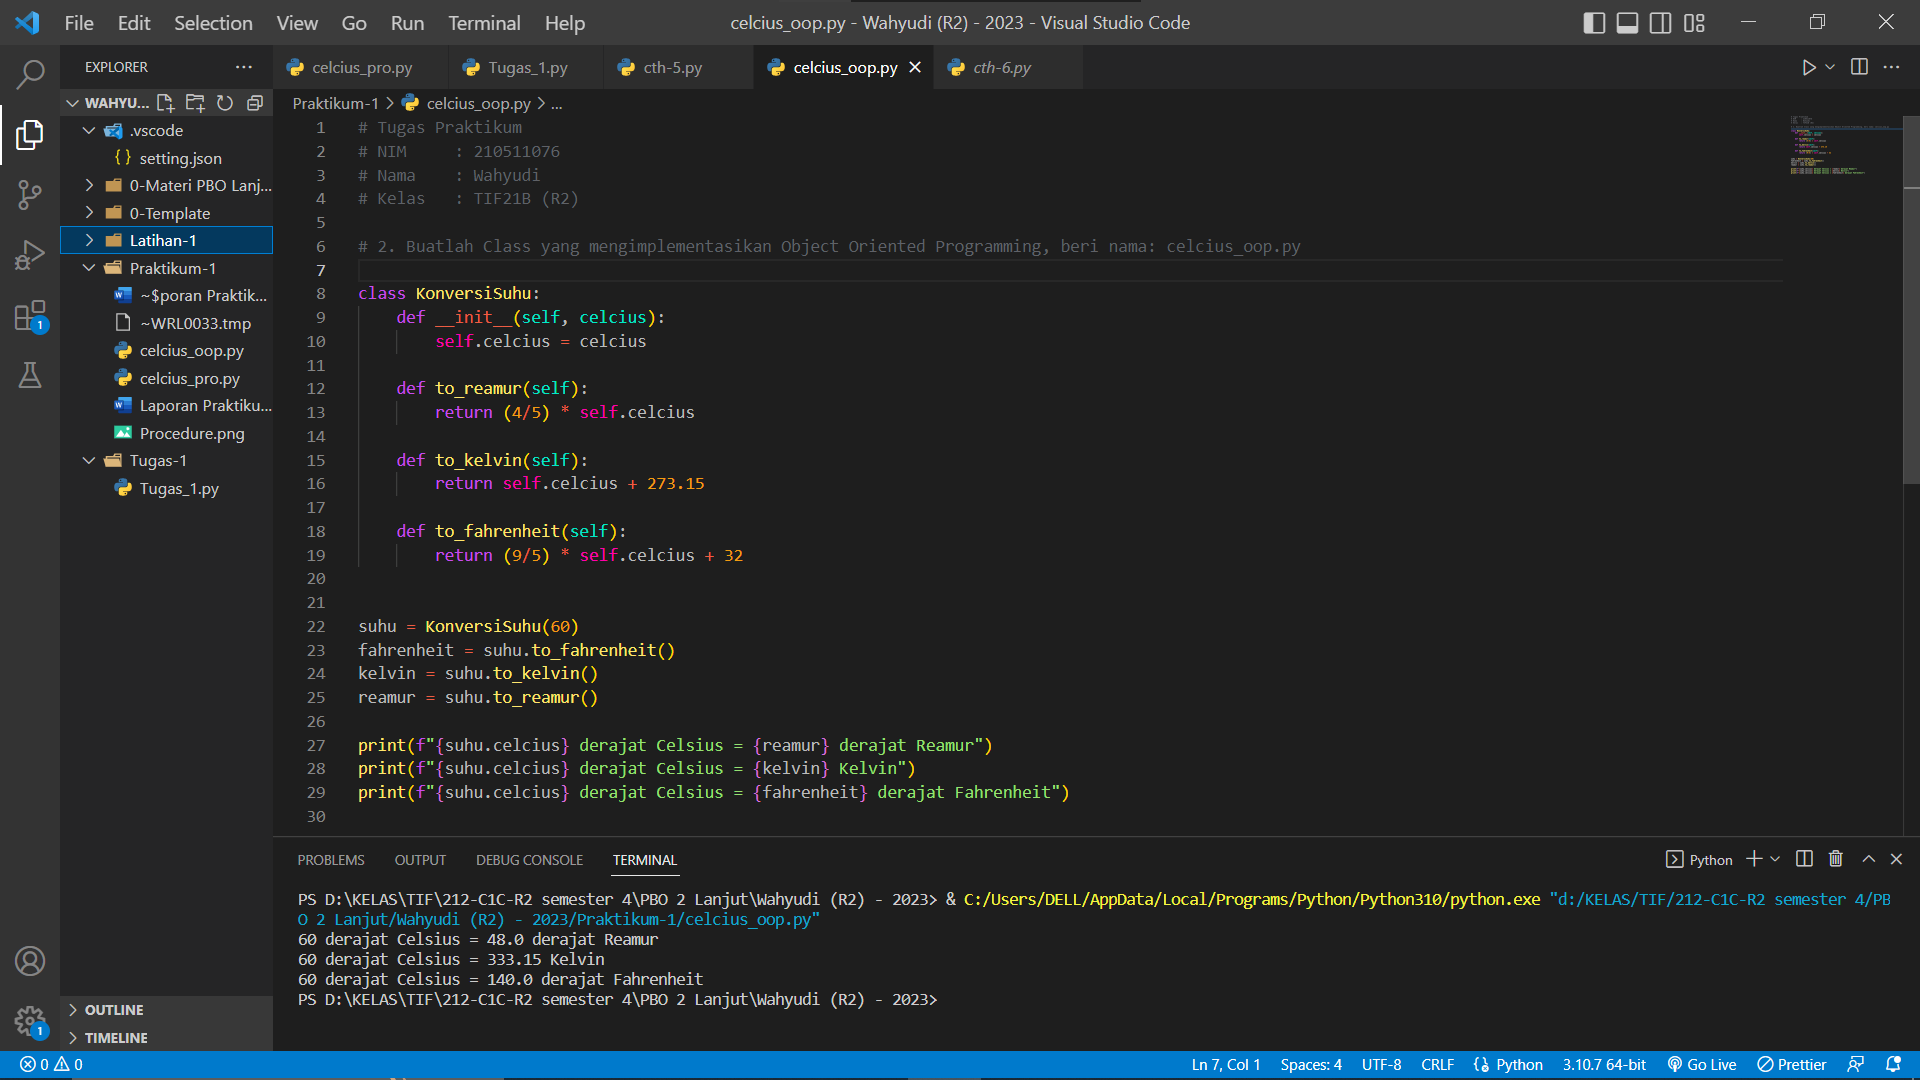 File Edit Selection View Go Run Terminal Help
celcius_oop.py - Wahyudi (R2) - 2023 - Visual Studio Code
EXPLORER
WAHYU...
.vscode
setting.json
0-Materi PBO Lanj...
0-Template
Latihan-1
Praktikum-1
~$poran Praktik...
~WRL0033.tmp
celcius_oop.py
celcius_pro.py
Laporan Praktiku...
Procedure.png
Tugas-1
Tugas_1.py
OUTLINE
TIMELINE
1
1
celcius_pro.py Tugas_1.py cth-5.py celcius_oop.py cth-6.py
Praktikum-1 > celcius_oop.py > ...
1 # Tugas Praktikum
2 # NIM     : 210511076
3 # Nama    : Wahyudi
4 # Kelas   : TIF21B (R2)
5
6 # 2. Buatlah Class yang mengimplementasikan Object Oriented Programming, beri nama: celcius_oop.py
7
8 class KonversiSuhu:
9     def __init__(self, celcius):
10         self.celcius = celcius
11
12     def to_reamur(self):
13         return (4/5) * self.celcius
14
15     def to_kelvin(self):
16         return self.celcius + 273.15
17
18     def to_fahrenheit(self):
19         return (9/5) * self.celcius + 32
20
21
22 suhu = KonversiSuhu(60)
23 fahrenheit = suhu.to_fahrenheit()
24 kelvin = suhu.to_kelvin()
25 reamur = suhu.to_reamur()
26
27 print(f"{suhu.celcius} derajat Celsius = {reamur} derajat Reamur")
28 print(f"{suhu.celcius} derajat Celsius = {kelvin} Kelvin")
29 print(f"{suhu.celcius} derajat Celsius = {fahrenheit} derajat Fahrenheit")
30
PROBLEMS OUTPUT DEBUG CONSOLE TERMINAL
Python
PS D:\KELAS\TIF\212-C1C-R2 semester 4\PBO 2 Lanjut\Wahyudi (R2) - 2023> & C:/Users/DELL/AppData/Local/Programs/Python/Python310/python.exe "d:/KELAS/TIF/212-C1C-R2 semester 4/PB
O 2 Lanjut/Wahyudi (R2) - 2023/Praktikum-1/celcius_oop.py"
60 derajat Celsius = 48.0 derajat Reamur
60 derajat Celsius = 333.15 Kelvin
60 derajat Celsius = 140.0 derajat Fahrenheit
PS D:\KELAS\TIF\212-C1C-R2 semester 4\PBO 2 Lanjut\Wahyudi (R2) - 2023>
0 0
Ln 7, Col 1 Spaces: 4 UTF-8 CRLF Python 3.10.7 64-bit Go Live Prettier